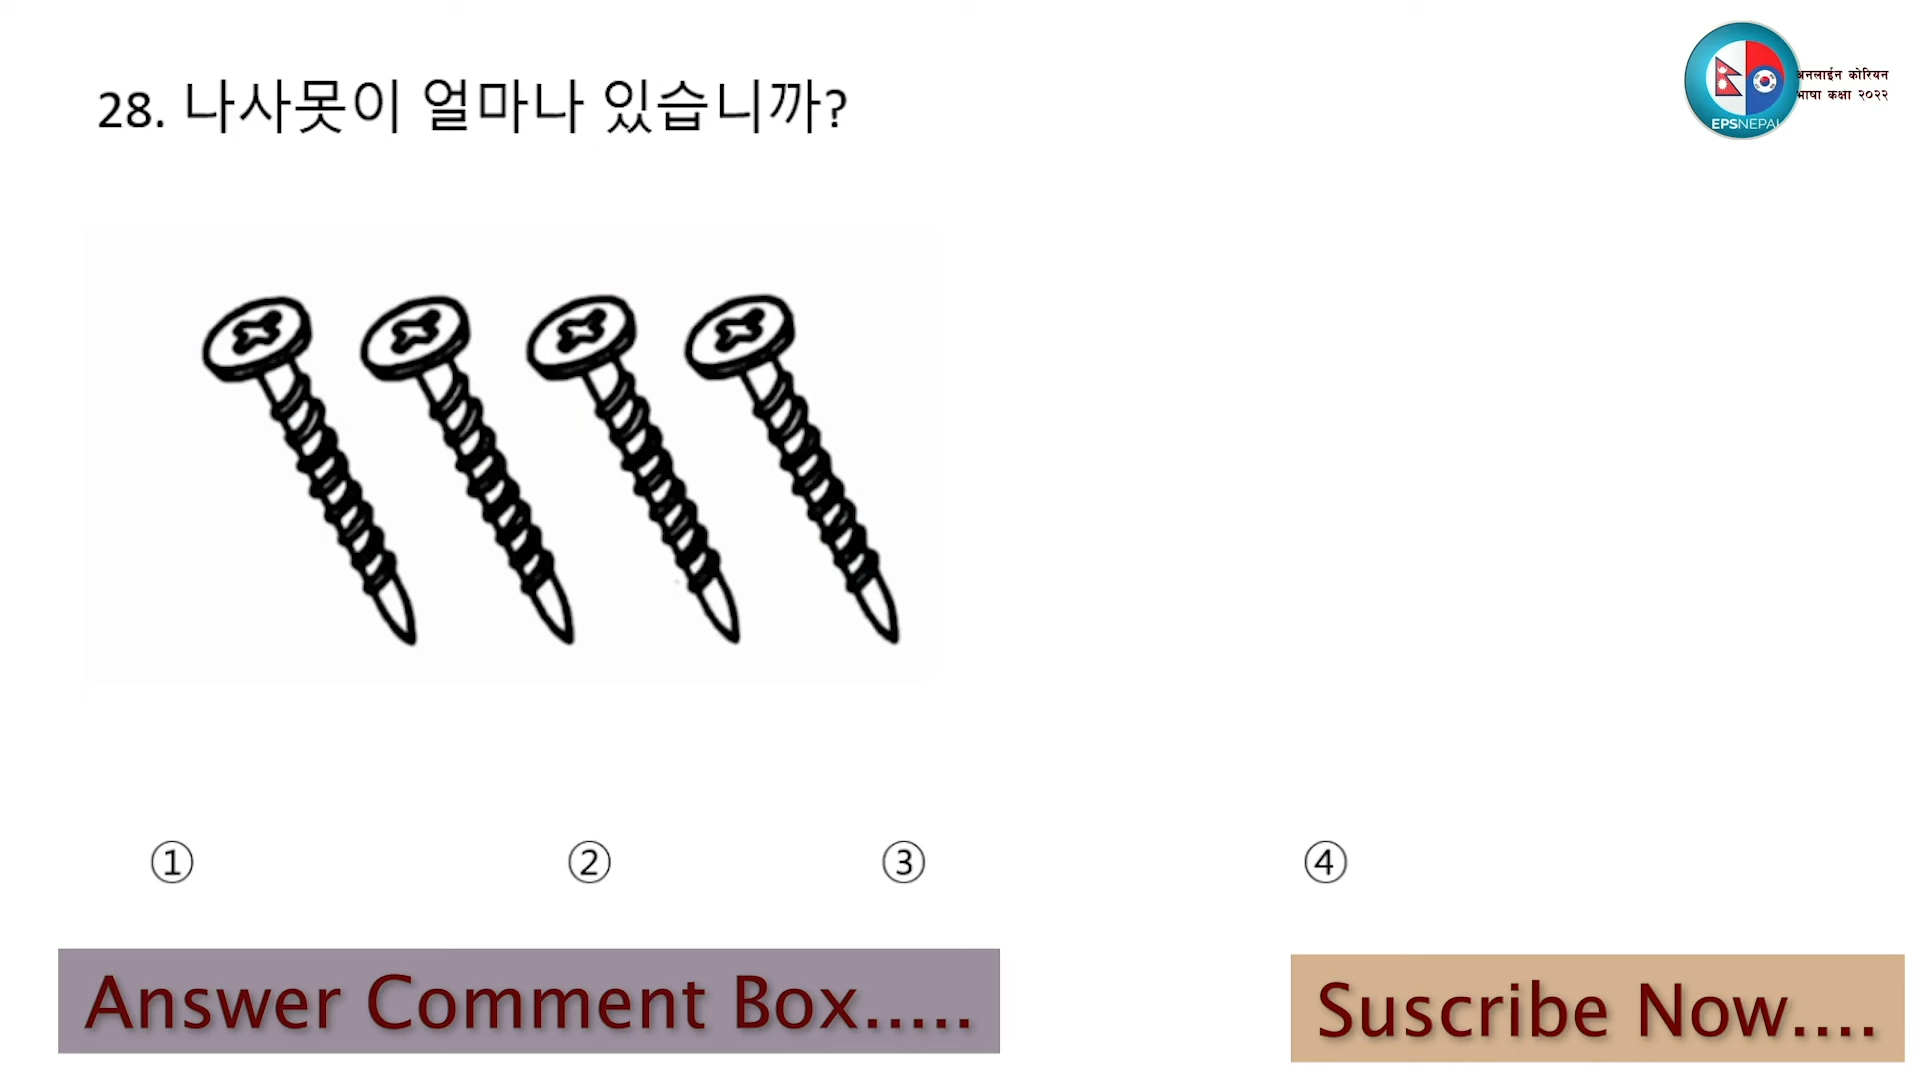 28. 나사못이 얼마나 있습니까?
अनलाईन कोरियन
भाषा कक्षा २०२२
EPSNEPAL
① ② ③ ④
Answer Comment Box.....
Suscribe Now....